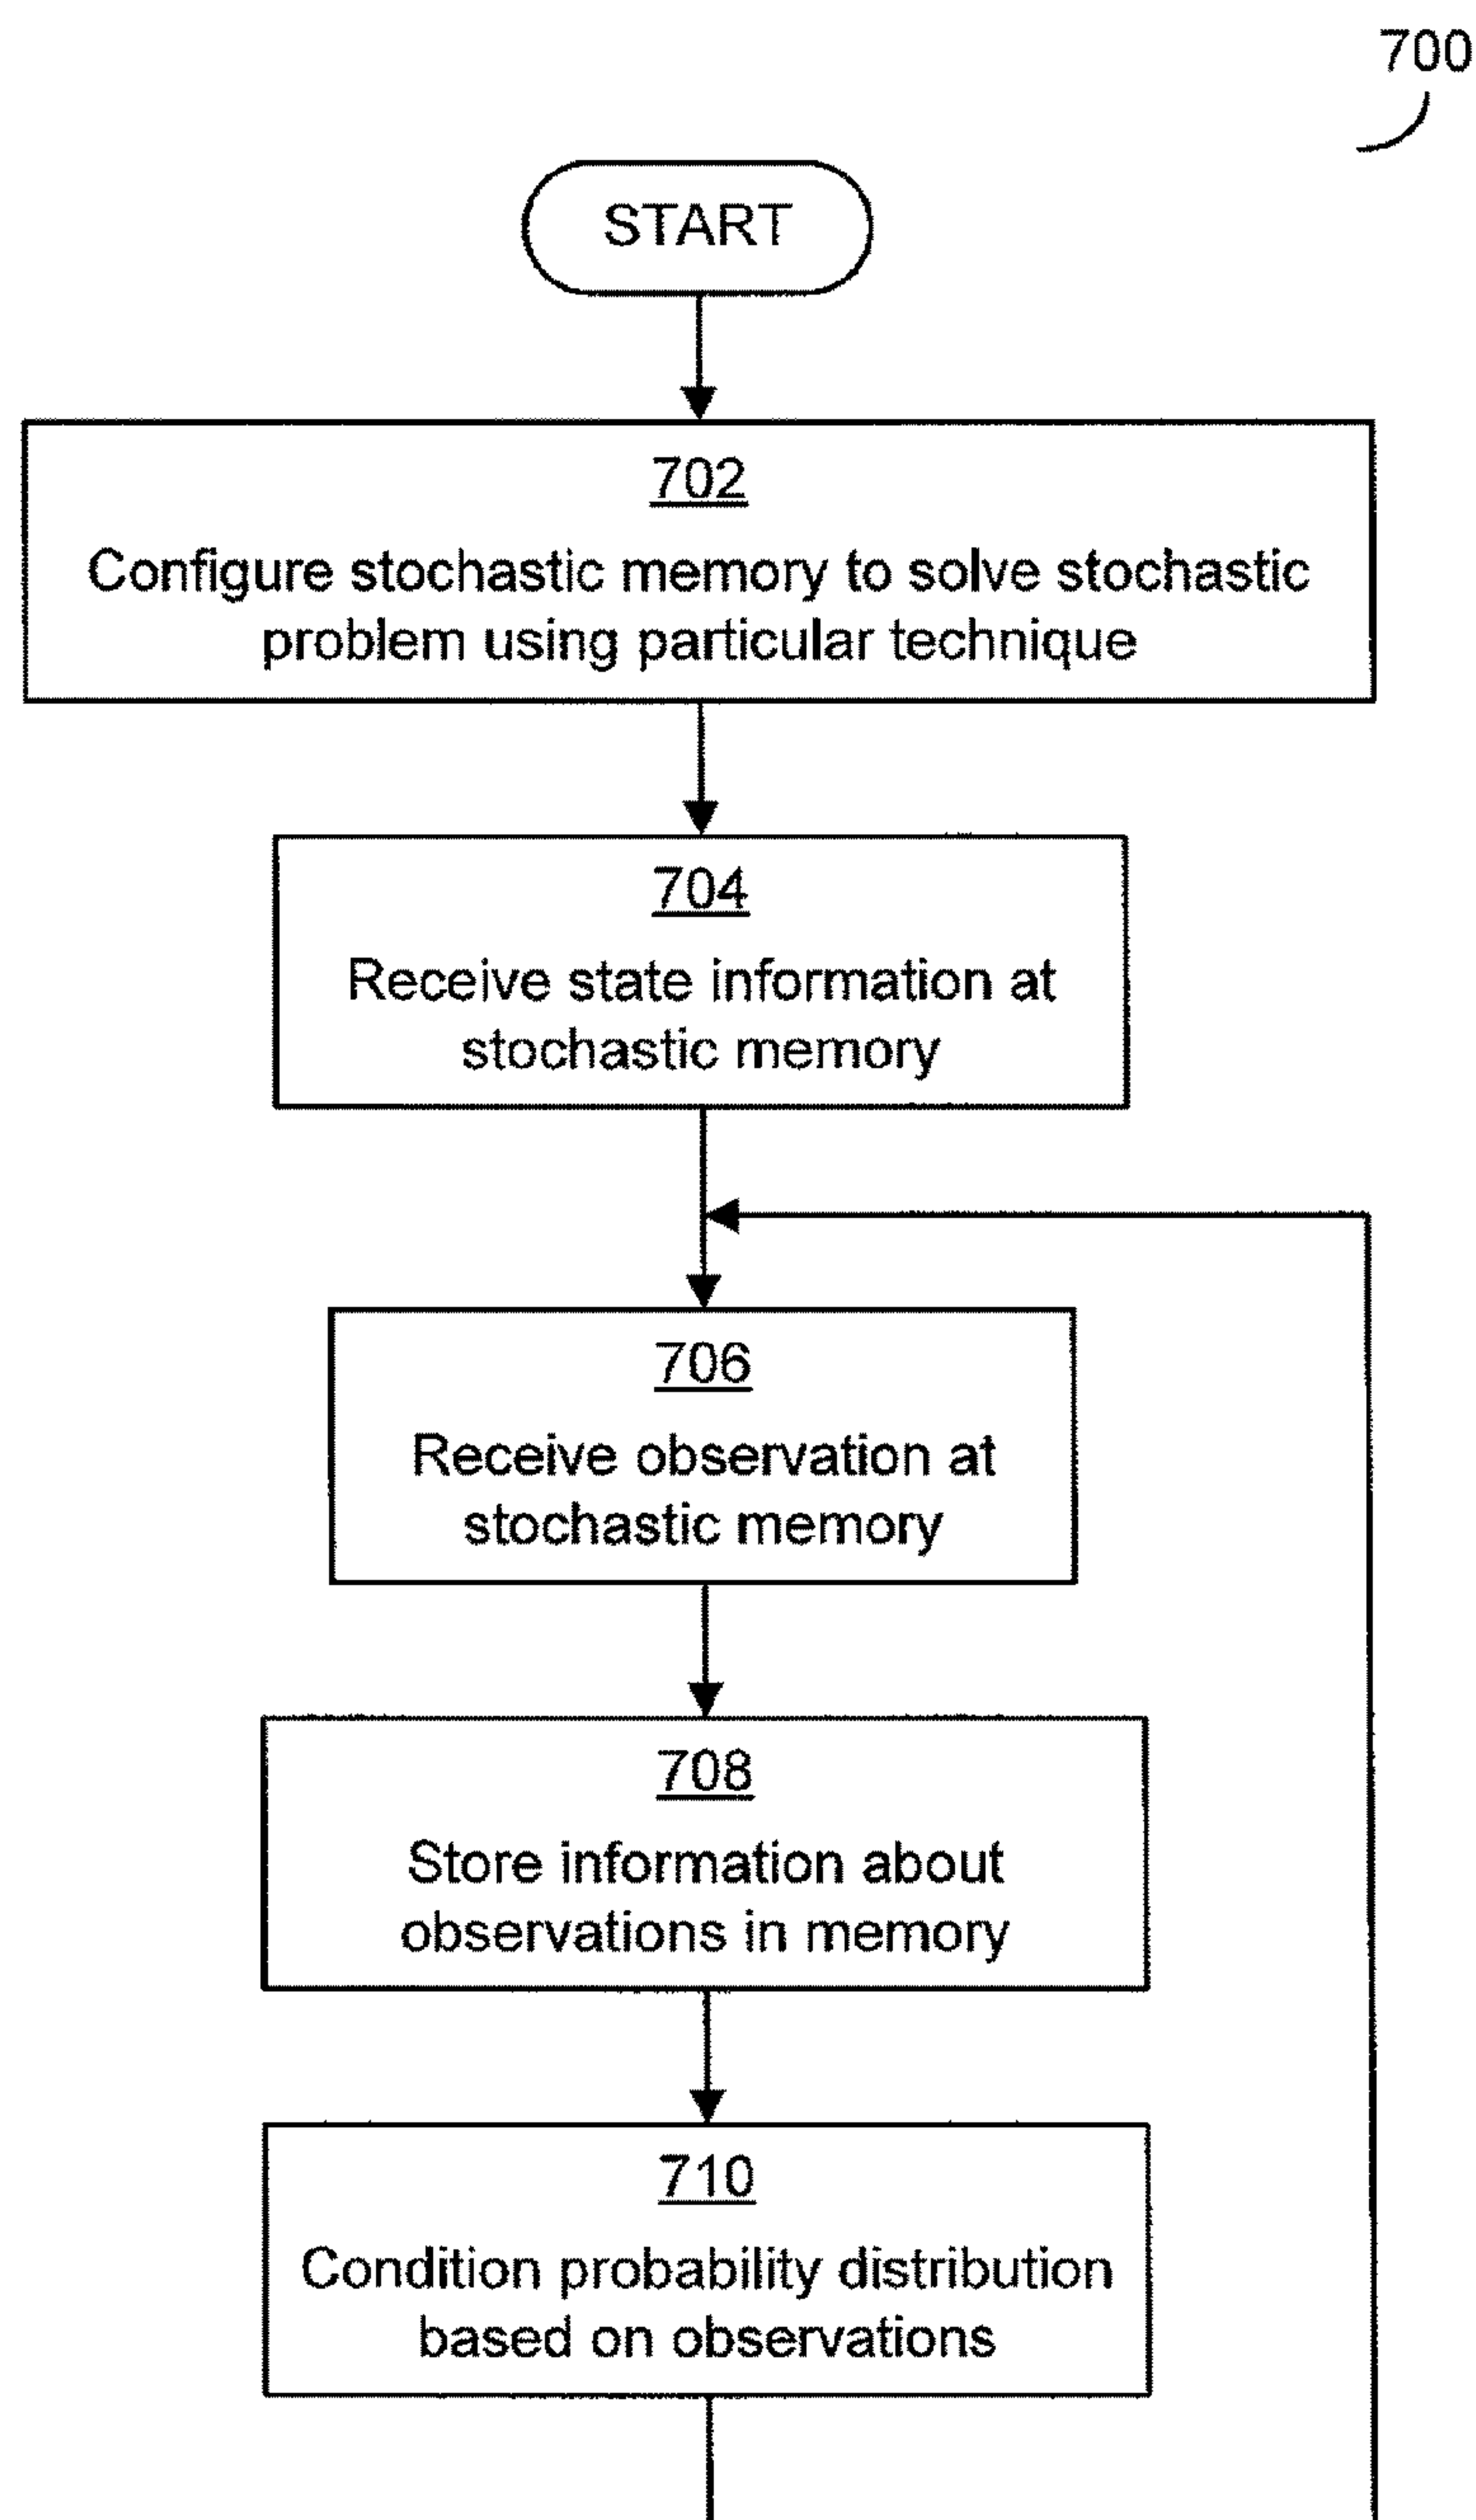 700
START
702
Configure stochastic memory to solve stochastic
problem using particular technique
704
Receive state information at
stochastic memory
706
Receive observation at
stochastic memory
708
Store information about
observations in memory
710
Condition probability distribution
based on observations